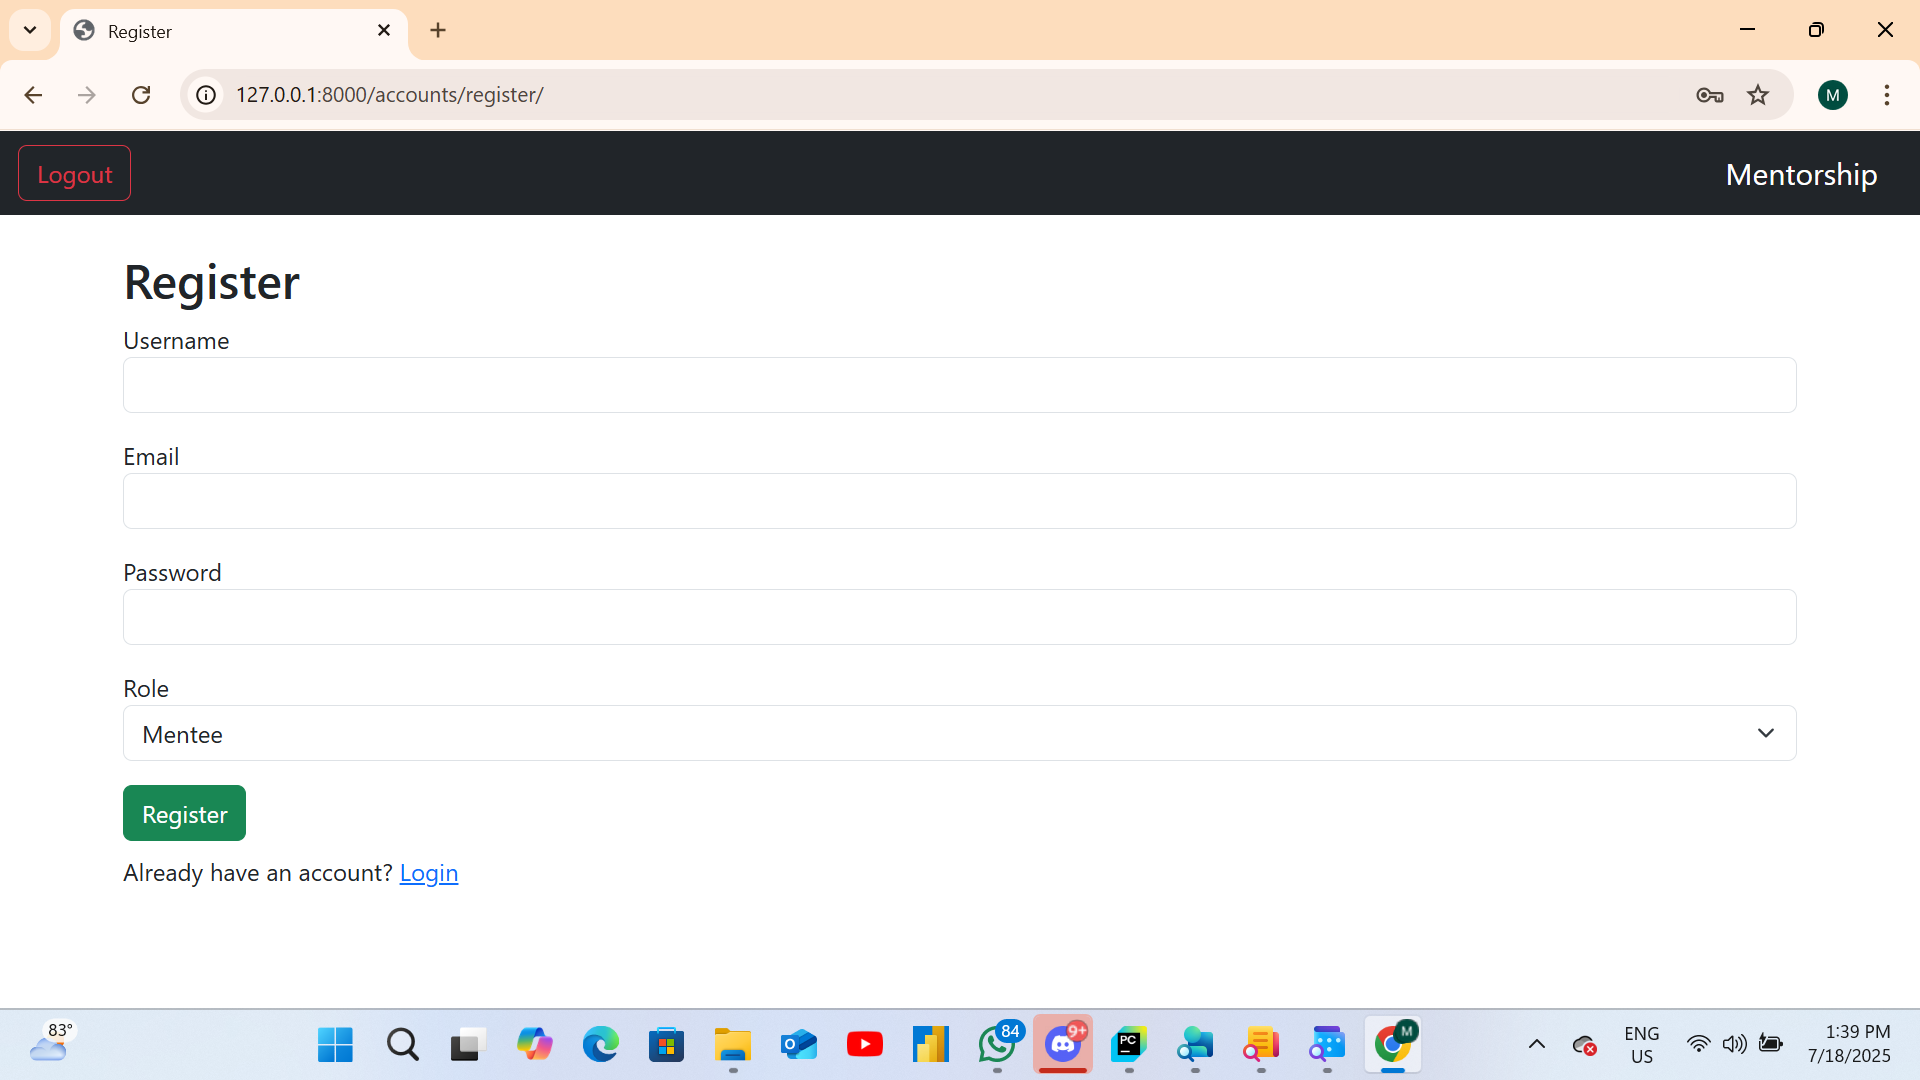 Register
127.0.0.1:8000/accounts/register/
M
Logout
Mentorship
Register
Username
Email
Password
Role
Mentee
Register
Already have an account? Login
83°
O
84
9+
PC
M
ENG
US
1:39 PM
7/18/2025